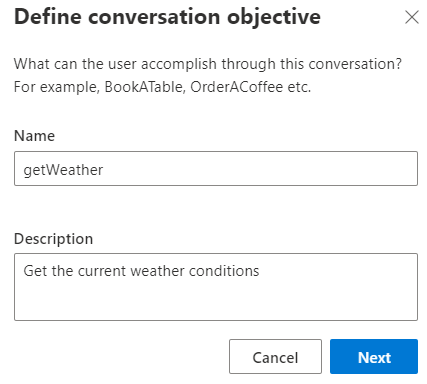 Define conversation objective
What can the user accomplish through this conversation?
For example, BookATable, OrderACoffee etc.
Name
getWeather
Description
Get the current weather conditions
Cancel
Next